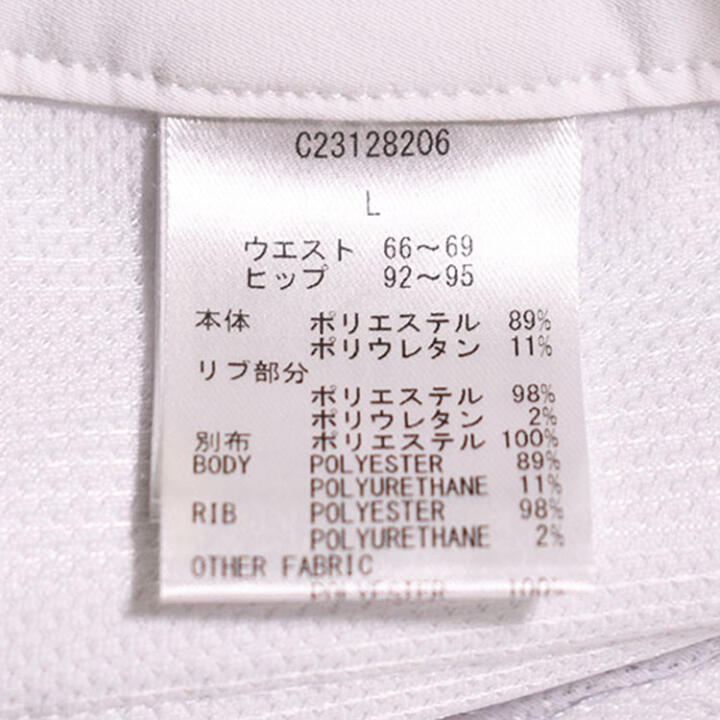 C23128206
L
ウエスト 66～69
ヒップ 92～95
本体 ポリエステル 89%
ポリウレタン 11%
リブ部分
ポリエステル 98%
ポリウレタン 2%
別布 ポリエステル 100%
BODY POLYESTER 89%
POLYURETHANE 11%
RIB POLYESTER 98%
POLYURETHANE 2%
OTHER FABRIC
POLYESTER 100%